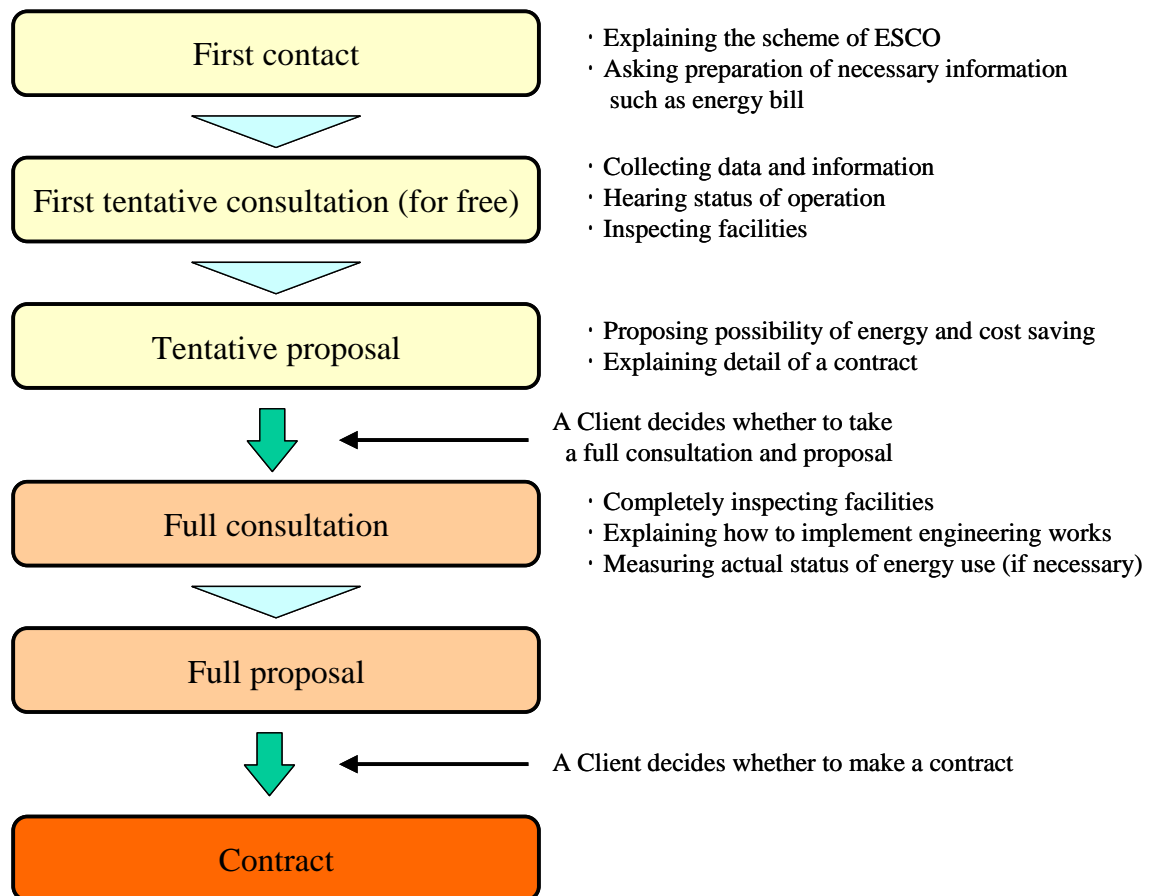 First contact
· Explaining the scheme of ESCO
· Asking preparation of necessary information
such as energy bill
First tentative consultation (for free)
· Collecting data and information
· Hearing status of operation
· Inspecting facilities
Tentative proposal
· Proposing possibility of energy and cost saving
· Explaining detail of a contract
A Client decides whether to take
a full consultation and proposal
Full consultation
· Completely inspecting facilities
· Explaining how to implement engineering works
· Measuring actual status of energy use (if necessary)
Full proposal
A Client decides whether to make a contract
Contract